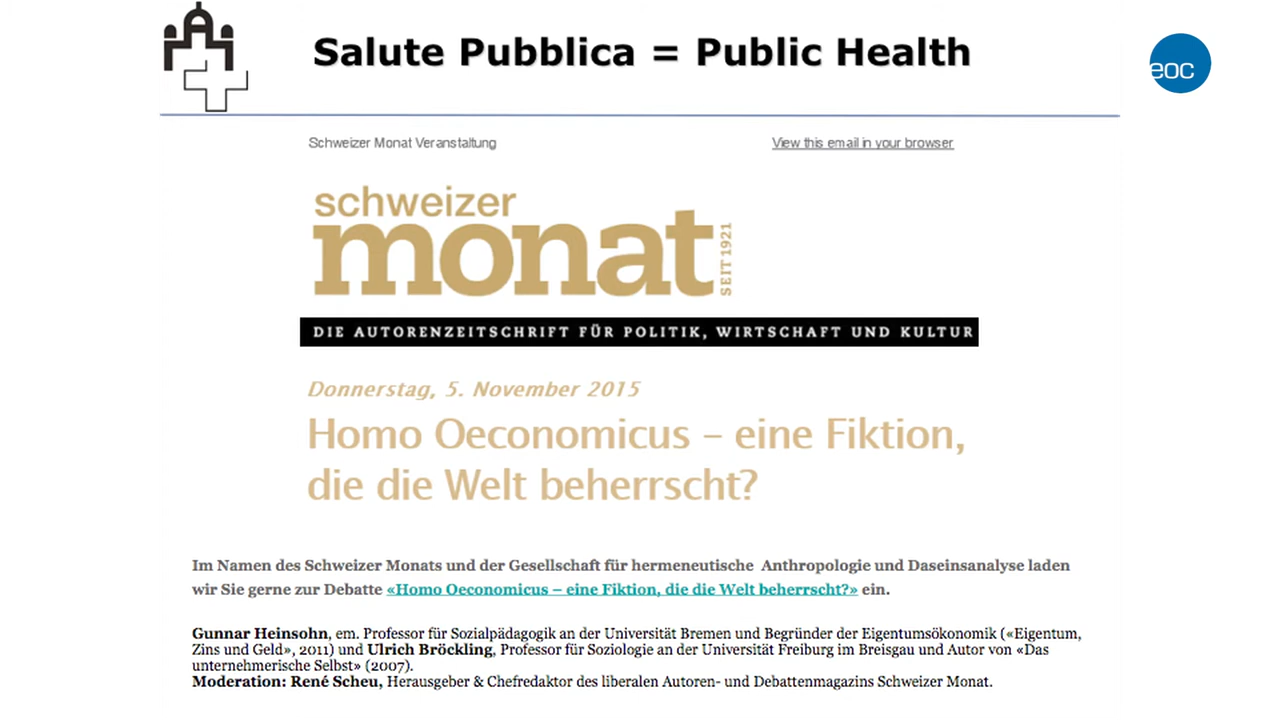 Salute Pubblica = Public Health
eoc
Schweizer Monat Veranstaltung
View this email in your browser
schweizer
monat
SEIT 1921
DIE AUTORENZEITSCHRIFT FÜR POLITIK, WIRTSCHAFT UND KULTUR
Donnerstag, 5. November 2015
Homo Oeconomicus – eine Fiktion,
die die Welt beherrscht?
Im Namen des Schweizer Monats und der Gesellschaft für hermeneutische Anthropologie und Daseinsanalyse laden
wir Sie gerne zur Debatte «Homo Oeconomicus – eine Fiktion, die die Welt beherrscht?» ein.
Gunnar Heinsohn, em. Professor für Sozialpädagogik an der Universität Bremen und Begründer der Eigentumsökonomik («Eigentum,
Zins und Geld», 2011) und Ulrich Bröckling, Professor für Soziologie an der Universität Freiburg im Breisgau und Autor von «Das
unternehmerische Selbst» (2007).
Moderation: René Scheu, Herausgeber & Chefredaktor des liberalen Autoren- und Debattenmagazins Schweizer Monat.